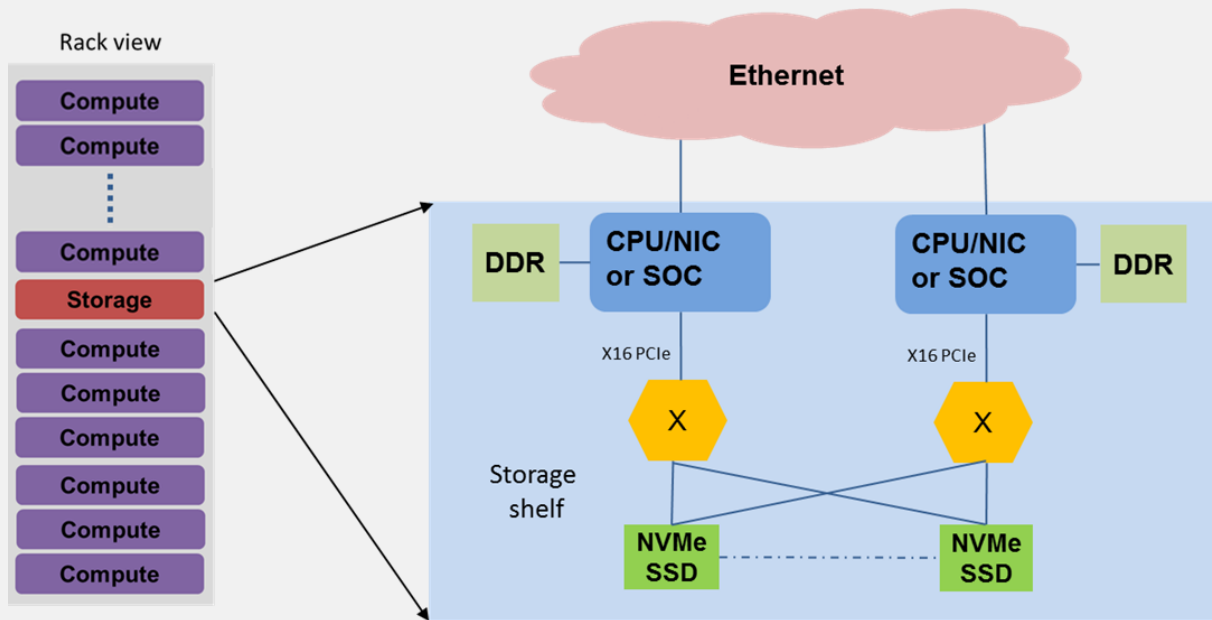 Rack view
Compute
Compute
Compute
Storage
Compute
Compute
Compute
Compute
Compute
Compute
Ethernet
DDR
CPU/NIC
or SOC
CPU/NIC
or SOC
DDR
X16 PCIe
X16 PCIe
X
X
Storage
shelf
NVMe
SSD
NVMe
SSD